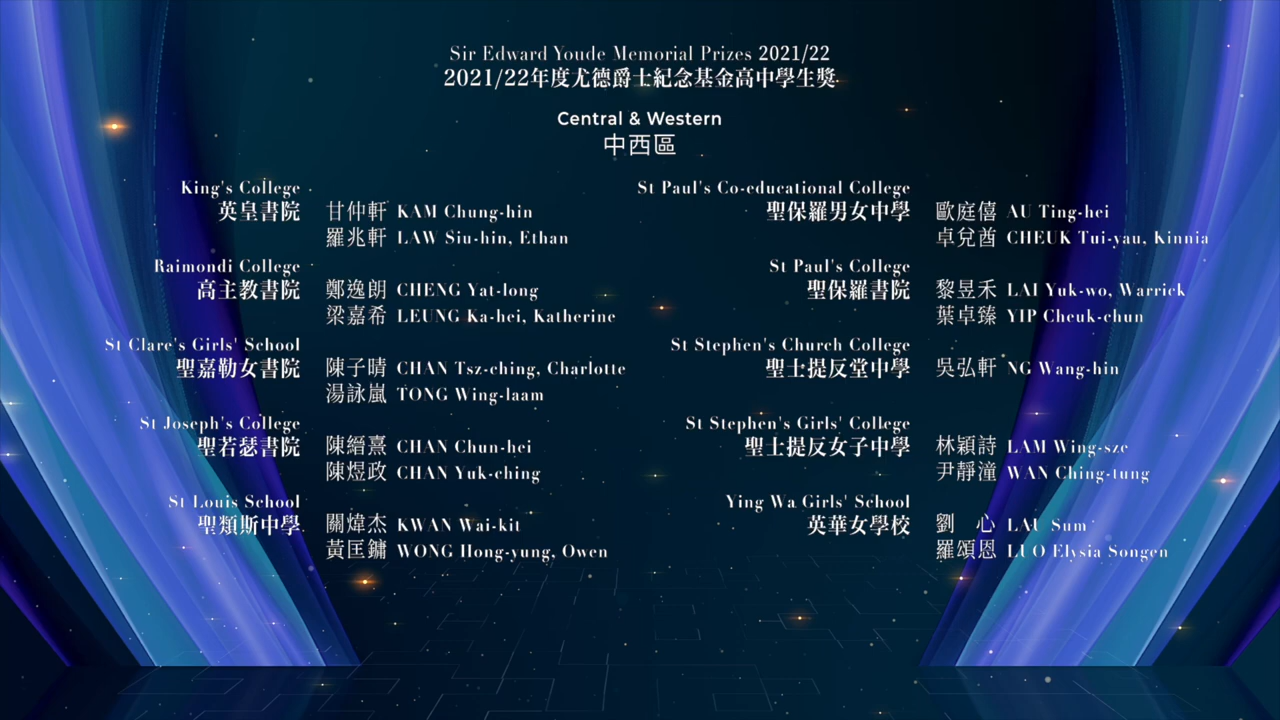 Sir Edward Youde Memorial Prizes 2021/22
2021/22年度尤德爵士紀念基金高中學生獎
Central & Western
中西區
King's College
英皇書院 甘仲軒 KAM Chung-hin
羅兆軒 LAW Siu-hin, Ethan
Raimondi College
高主教書院 鄭逸朗 CHENG Yat-long
梁嘉希 LEUNG Ka-hei, Katherine
St Clare's Girls' School
聖嘉勒女書院 陳子晴 CHAN Tsz-ching, Charlotte
湯詠嵐 TONG Wing-laam
St Joseph's College
聖若瑟書院 陳縉熹 CHAN Chun-hei
陳煜政 CHAN Yuk-ching
St Louis School
聖類斯中學 關煒杰 KWAN Wai-kit
黃匡鏞 WONG Hong-yung, Owen
St Paul's Co-educational College
聖保羅男女中學 歐庭僖 AU Ting-hei
卓兌酋 CHEUK Tui-yau, Kinnia
St Paul's College
聖保羅書院 黎昱禾 LAI Yuk-wo, Warrick
葉卓臻 YIP Cheuk-chun
St Stephen's Church College
聖士提反堂中學 吳弘軒 NG Wang-hin
St Stephen's Girls' College
聖士提反女子中學 林穎詩 LAM Wing-sze
尹靜潼 WAN Ching-tung
Ying Wa Girls' School
英華女學校 劉 心 LAU Sum
羅頌恩 LUO Elysia Songen